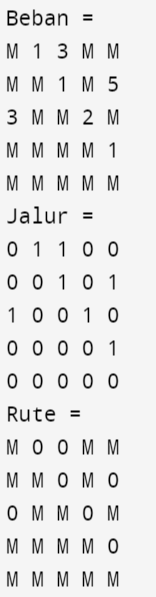 Beban =
M 1 3 M M
M M 1 M 5
3 M M 2 M
M M M M 1
M M M M M
Jalur =
0 1 1 0 0
0 0 1 0 1
1 0 0 1 0
0 0 0 0 1
0 0 0 0 0
Rute =
M 0 0 M M
M M 0 M 0
0 M M 0 M
M M M M 0
M M M M M